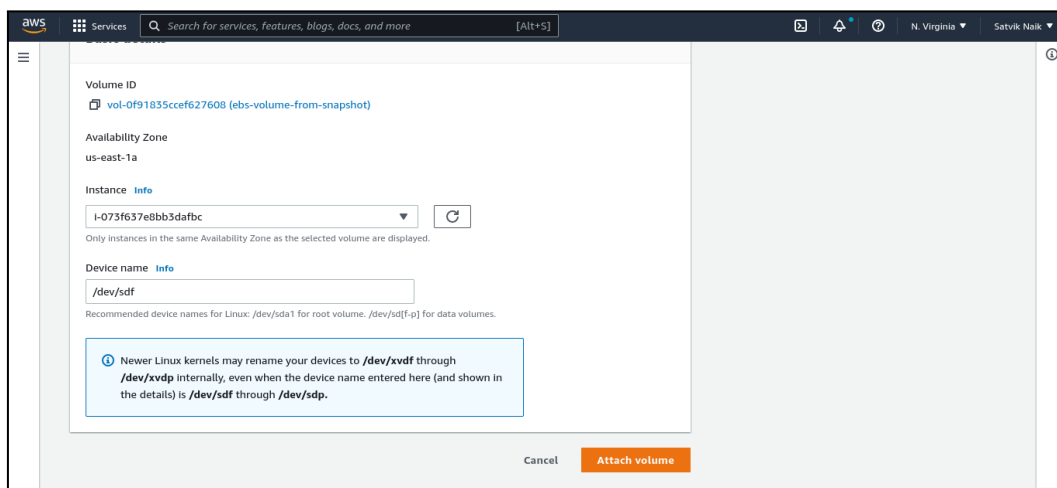 aws
Services
Search for services, features, blogs, docs, and more
[Alt+S]
N. Virginia
Satvik Naik
Volume ID
vol-0f91835ccef627608 (ebs-volume-from-snapshot)
Availability Zone
us-east-1a
Instance Info
i-073f637e8bb3dafbc
Only instances in the same Availability Zone as the selected volume are displayed.
Device name Info
/dev/sdf
Recommended device names for Linux: /dev/sda1 for root volume. /dev/sd[f-p] for data volumes.
Newer Linux kernels may rename your devices to /dev/xvdf through
/dev/xvdp internally, even when the device name entered here (and shown in
the details) is /dev/sdf through /dev/sdp.
Cancel
Attach volume